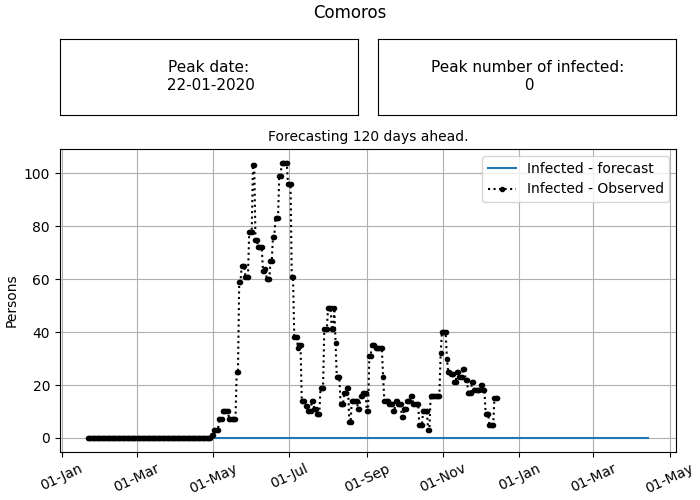 Comoros
Peak date:
22-01-2020
Peak number of infected:
0
Forecasting 120 days ahead.
Infected - forecast
Infected - Observed
Persons
100
80
60
40
20
0
01-Jan
01-Mar
01-May
01-Jul
01-Sep
01-Nov
01-Jan
01-Mar
01-May